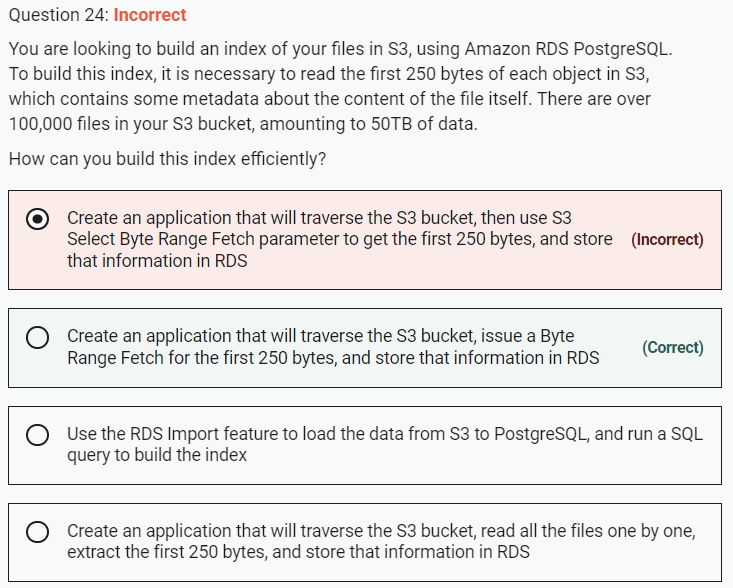 Question 24: Incorrect
You are looking to build an index of your files in S3, using Amazon RDS PostgreSQL.
To build this index, it is necessary to read the first 250 bytes of each object in S3,
which contains some metadata about the content of the file itself. There are over
100,000 files in your S3 bucket, amounting to 50TB of data.
How can you build this index efficiently?
Create an application that will traverse the S3 bucket, then use S3
Select Byte Range Fetch parameter to get the first 250 bytes, and store
that information in RDS
(Incorrect)
Create an application that will traverse the S3 bucket, issue a Byte
Range Fetch for the first 250 bytes, and store that information in RDS
(Correct)
Use the RDS Import feature to load the data from S3 to PostgreSQL, and run a SQL
query to build the index
Create an application that will traverse the S3 bucket, read all the files one by one,
extract the first 250 bytes, and store that information in RDS